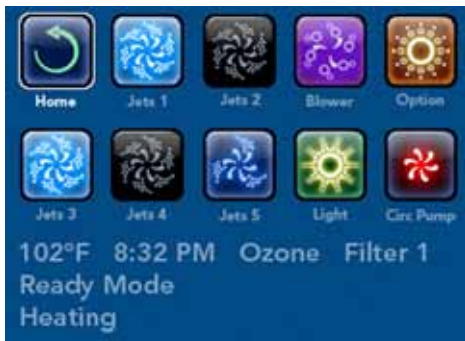 Home Jets 1 Jets 2 Blower Option
Jets 3 Jets 4 Jets 5 Light Circ Pump
102°F 8:32 PM Ozone Filter 1
Ready Mode
Heating